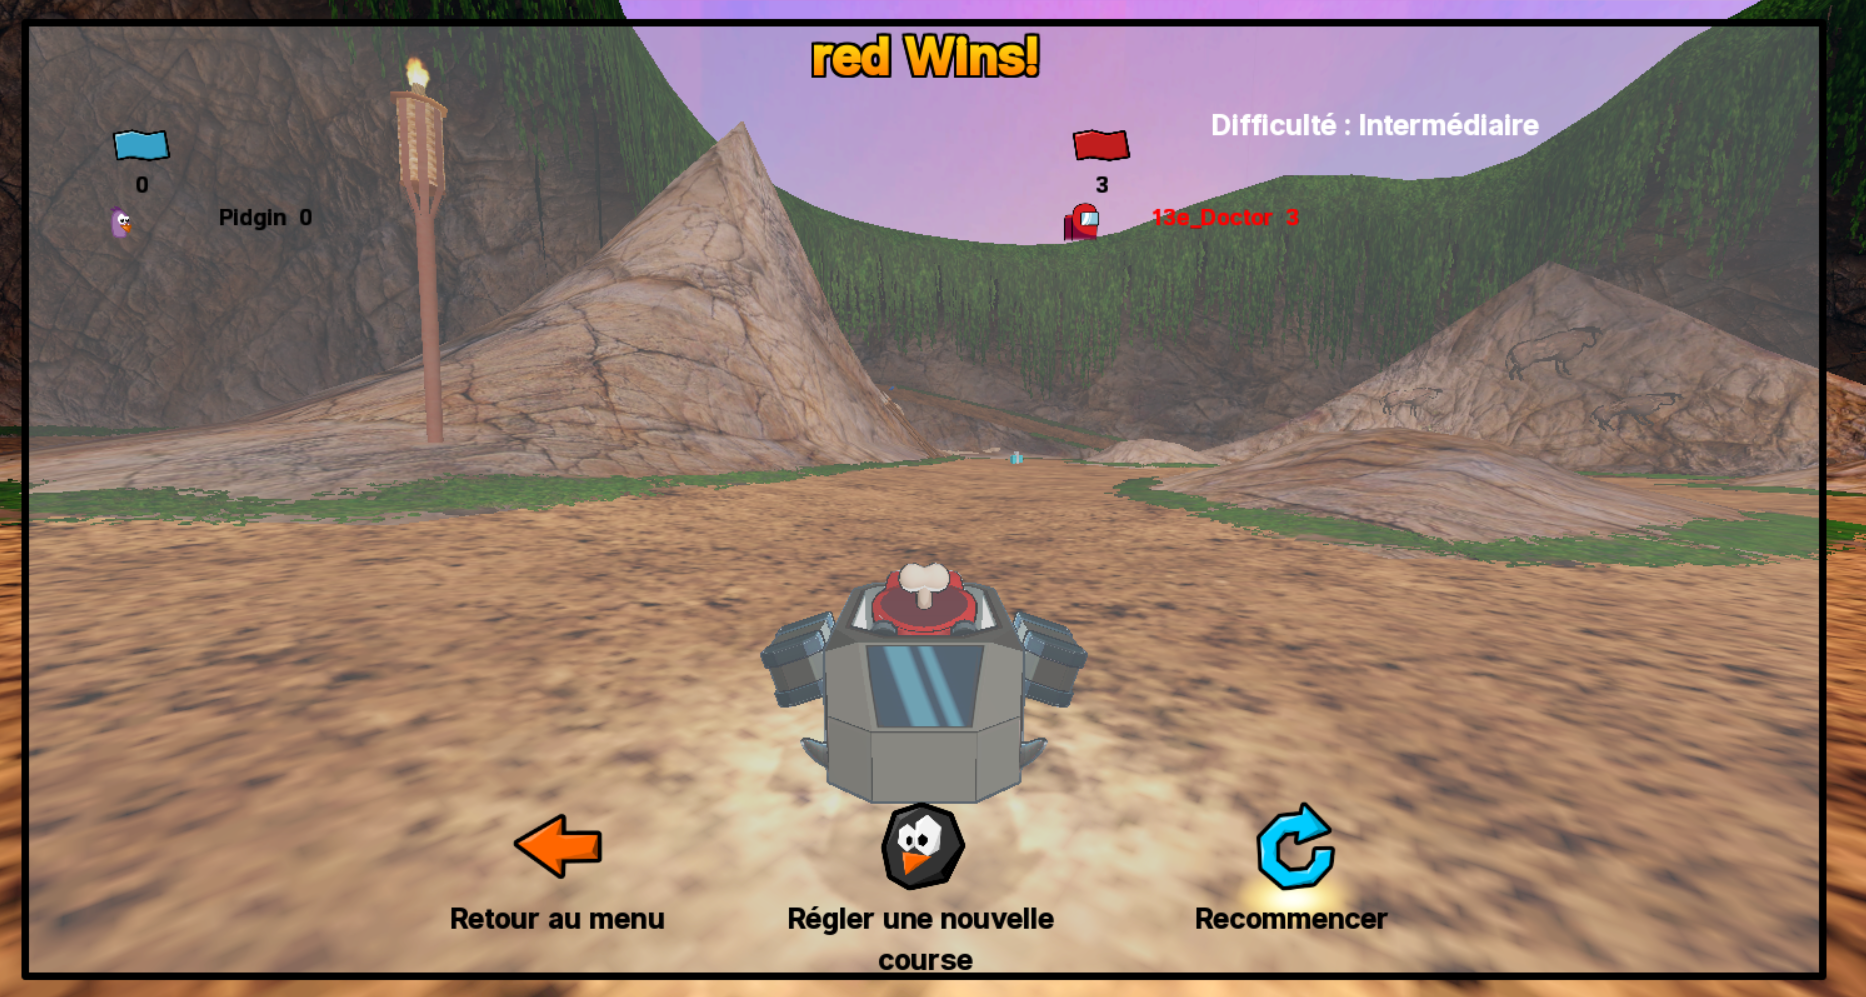 red Wins!
Difficulté : Intermédiaire
0
Pidgin 0
3
13e_Doctor 3
Retour au menu
Régler une nouvelle
course
Recommencer